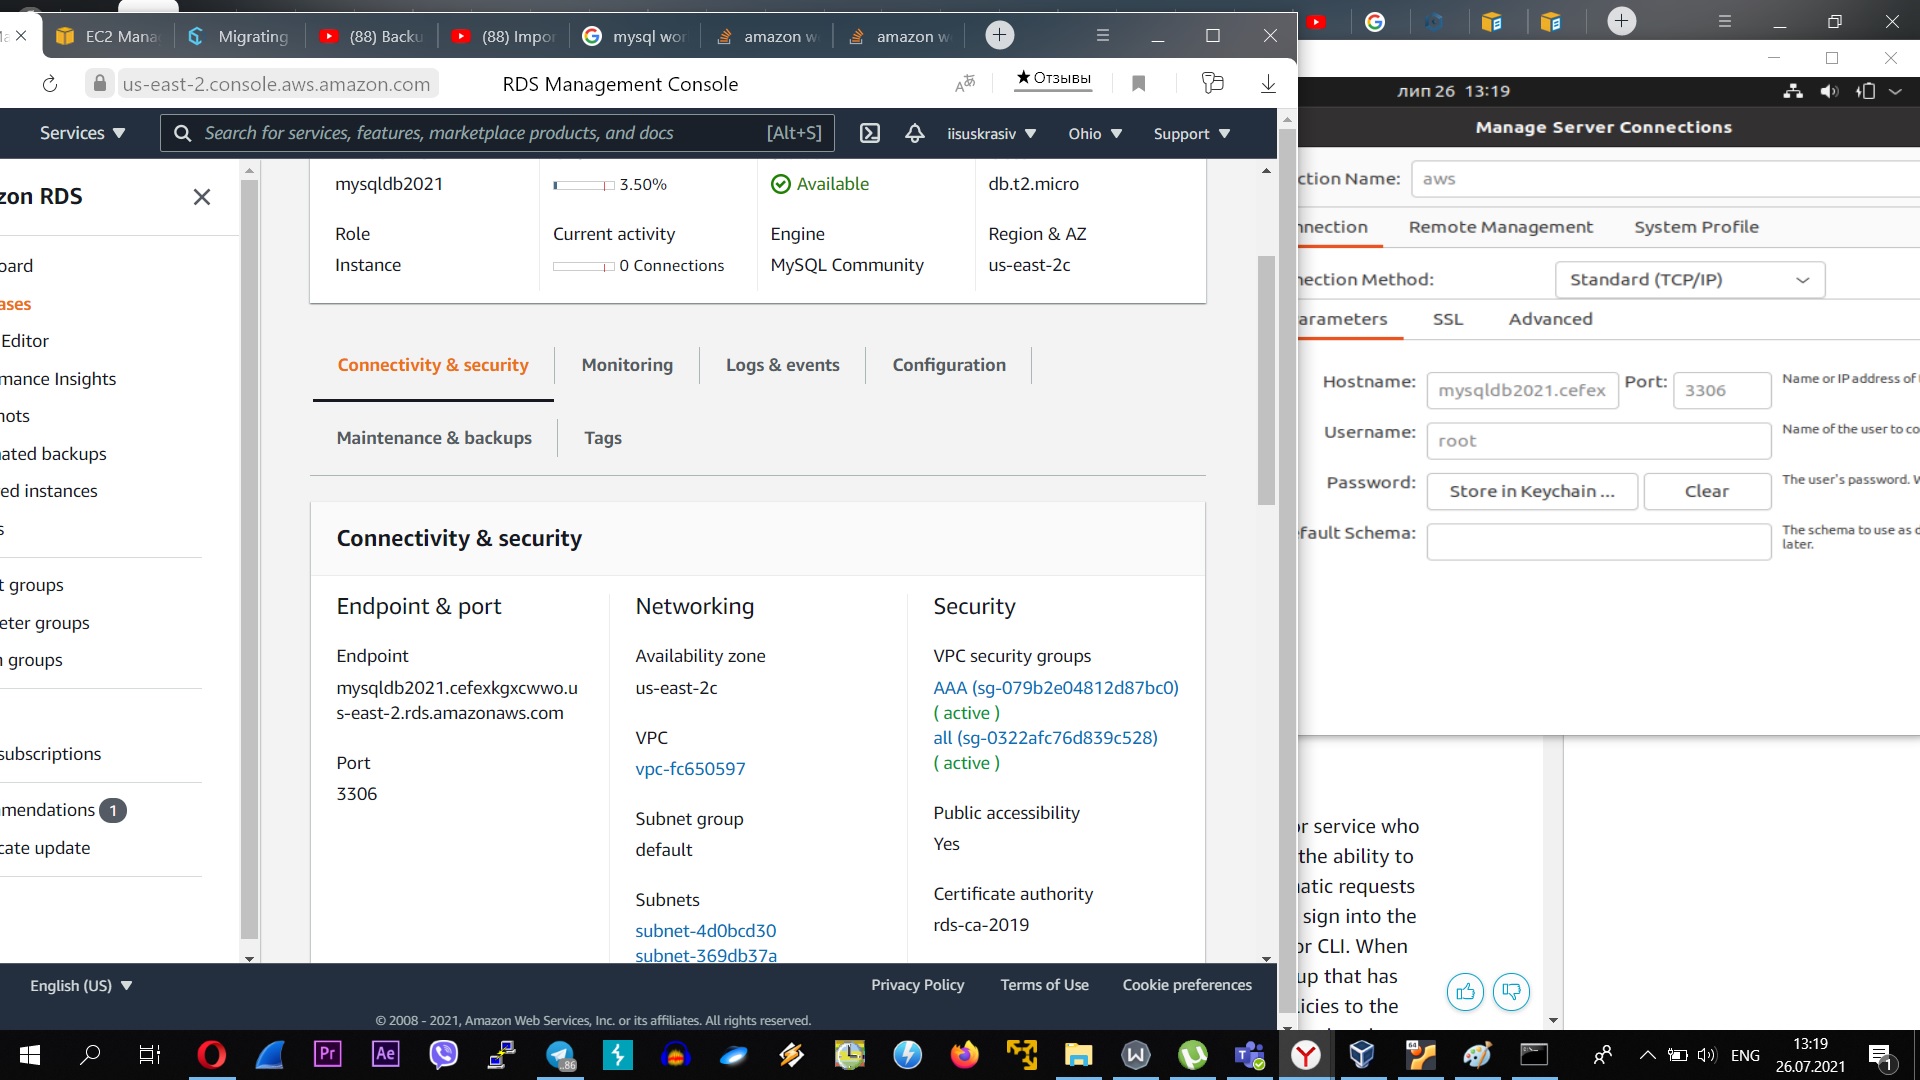 EC2 Mana
Migrating
(88) Backu
(88) Impor
mysql wor
amazon w
amazon w
us-east-2.console.aws.amazon.com
RDS Management Console
★Отзывы
Services ▼
Search for services, features, marketplace products, and docs
[Alt+S]
iisuskrasiv ▼
Ohio ▼
Support ▼
zon RDS
oard
ases
Editor
mance Insights
hots
ated backups
ed instances
s
t groups
eter groups
n groups
subscriptions
mmendations 1
cate update
mysqldb2021
3.50%
Available
db.t2.micro
Role
Current activity
Engine
Region & AZ
Instance
0 Connections
MySQL Community
us-east-2c
Connectivity & security
Monitoring
Logs & events
Configuration
Maintenance & backups
Tags
Connectivity & security
Endpoint & port
Endpoint
mysqldb2021.cefexkgxcwwo.u
s-east-2.rds.amazonaws.com
Port
3306
Networking
Availability zone
us-east-2c
VPC
vpc-fc650597
Subnet group
default
Subnets
subnet-4d0bcd30
subnet-369db37a
Security
VPC security groups
AAA (sg-079b2e04812d87bc0)
( active )
all (sg-0322afc76d839c528)
( active )
Public accessibility
Yes
Certificate authority
rds-ca-2019
English (US) ▼
Privacy Policy
Terms of Use
Cookie preferences
© 2008 - 2021, Amazon Web Services, Inc. or its affiliates. All rights reserved.
лип 26 13:19
Manage Server Connections
ction Name:
aws
nnection
Remote Management
System Profile
nection Method:
Standard (TCP/IP)
arameters
SSL
Advanced
Hostname:
mysqldb2021.cefex
Port:
3306
Name or IP address of
Username:
root
Name of the user to co
Password:
Store in Keychain ...
Clear
The user's password. W
fault Schema:
The schema to use as d
later.
or service who
the ability to
natic requests
sign into the
or CLI. When
up that has
icies to the
Pr
Ae
..86
64
ENG
13:19
26.07.2021
1